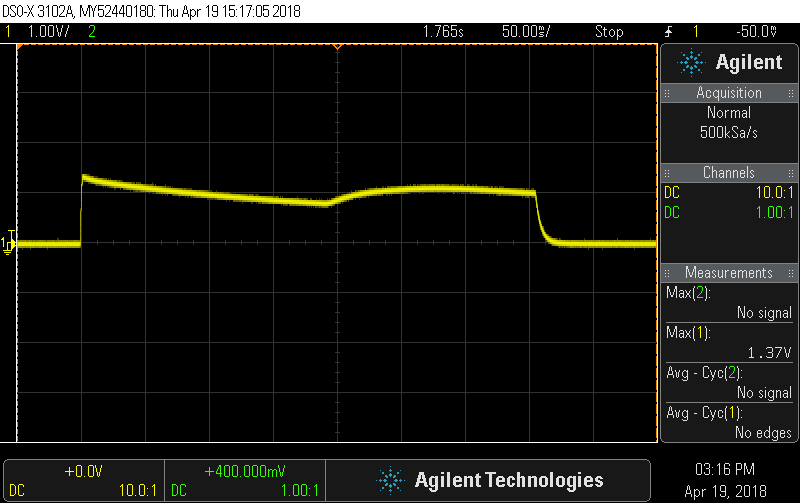 DSO-X 3102A, MY52440180: Thu Apr 19 15:17:05 2018
1 1.00V/ 2 1.765s 50.00ms/ Stop 1 -50.0mV
Agilent
Acquisition
Normal
500kSa/s
Channels
DC 10.0:1
DC 1.00:1
Measurements
Max(2):
No signal
Max(1):
1.37V
Avg - Cyc(2):
No signal
Avg - Cyc(1):
No edges
1
T
+0.0V
DC 10.0:1
+400.000mV
DC 1.00:1
Agilent Technologies
03:16 PM
Apr 19, 2018